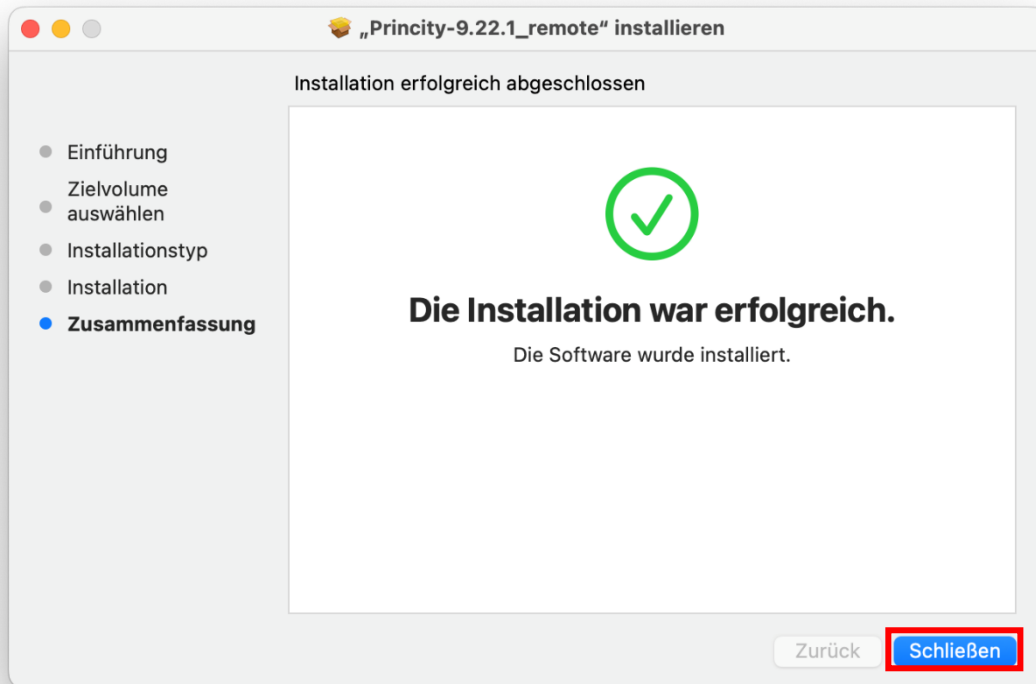 „Princity-9.22.1_remote“ installieren
Installation erfolgreich abgeschlossen
Einführung
Zielvolume
auswählen
Installationstyp
Installation
Zusammenfassung
Die Installation war erfolgreich.
Die Software wurde installiert.
Zurück
Schließen